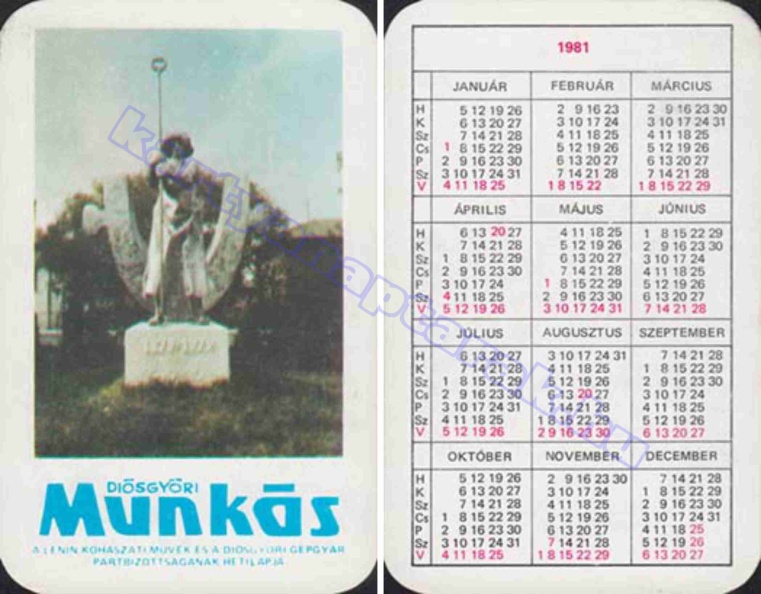 DIÓSGYŐRI
Munkás
A LENIN KOHÁSZATI MŰVEK ÉS A DIÓSGYŐRI GÉPGYÁR
PÁRTBIZOTTSÁGÁNAK HETILAPJA
1981
JANUÁR FEBRUÁR MÁRCIUS
H 5 12 19 26 2 9 16 23 2 9 16 23 30
K 6 13 20 27 3 10 17 24 3 10 17 24 31
Sz 7 14 21 28 4 11 18 25 4 11 18 25
Cs 1 8 15 22 29 5 12 19 26 5 12 19 26
P 2 9 16 23 30 6 13 20 27 6 13 20 27
Sz 3 10 17 24 31 7 14 21 28 7 14 21 28
V 4 11 18 25 1 8 15 22 1 8 15 22 29
ÁPRILIS MÁJUS JÚNIUS
H 6 13 20 27 4 11 18 25 1 8 15 22 29
K 7 14 21 28 5 12 19 26 2 9 16 23 30
Sz 1 8 15 22 29 6 13 20 27 3 10 17 24
Cs 2 9 16 23 30 7 14 21 28 4 11 18 25
P 3 10 17 24 1 8 15 22 29 5 12 19 26
Sz 4 11 18 25 2 9 16 23 30 6 13 20 27
V 5 12 19 26 3 10 17 24 31 7 14 21 28
JÚLIUS AUGUSZTUS SZEPTEMBER
H 6 13 20 27 3 10 17 24 31 7 14 21 28
K 7 14 21 28 4 11 18 25 1 8 15 22 29
Sz 1 8 15 22 29 5 12 19 26 2 9 16 23 30
Cs 2 9 16 23 30 6 13 20 27 3 10 17 24
P 3 10 17 24 31 7 14 21 28 4 11 18 25
Sz 4 11 18 25 1 8 15 22 29 5 12 19 26
V 5 12 19 26 2 9 16 23 30 6 13 20 27
OKTÓBER NOVEMBER DECEMBER
H 5 12 19 26 2 9 16 23 30 7 14 21 28
K 6 13 20 27 3 10 17 24 1 8 15 22 29
Sz 7 14 21 28 4 11 18 25 2 9 16 23 30
Cs 1 8 15 22 29 5 12 19 26 3 10 17 24 31
P 2 9 16 23 30 6 13 20 27 4 11 18 25
Sz 3 10 17 24 31 7 14 21 28 5 12 19 26
V 4 11 18 25 1 8 15 22 29 6 13 20 27